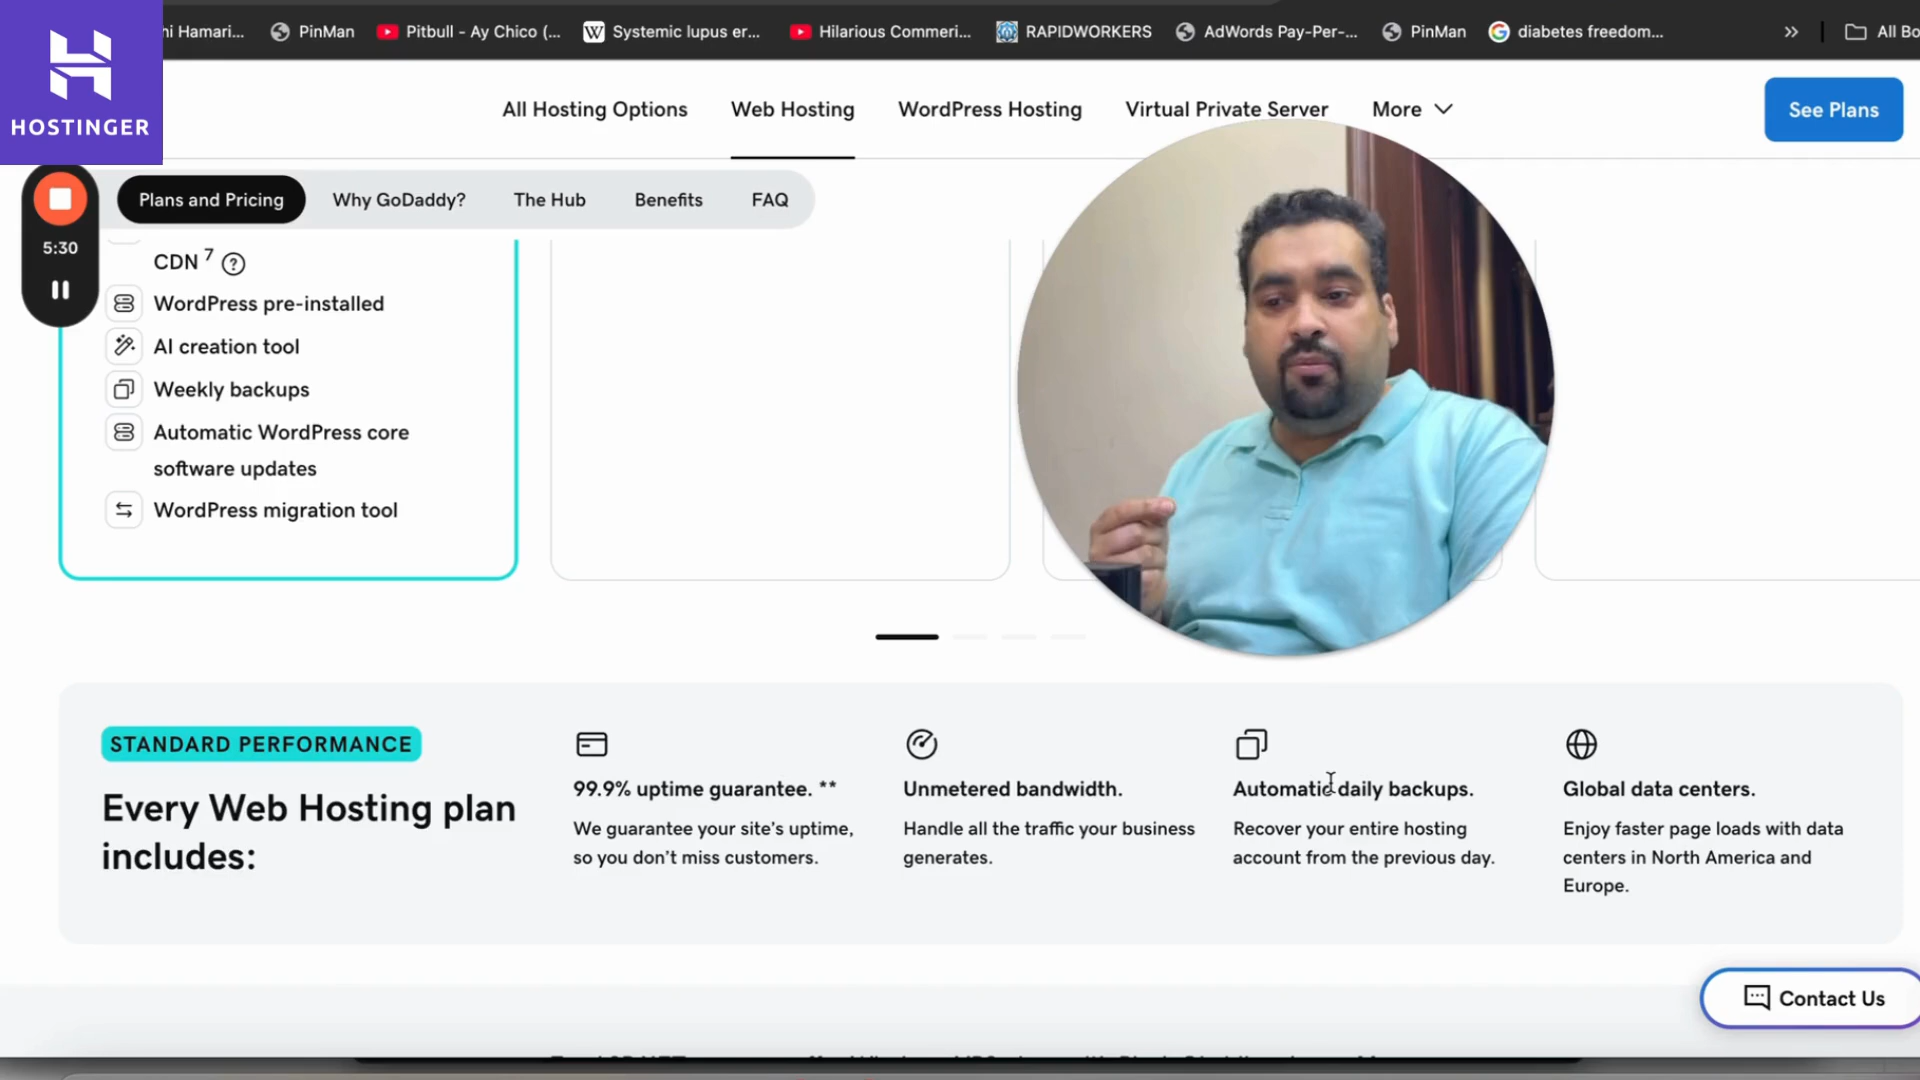 hi Hamari...
PinMan
Pitbull - Ay Chico (...
W
Systemic lupus er...
Hilarious Commeri...
RAPIDWORKERS
AdWords Pay-Per-...
PinMan
diabetes freedom...
All Bo
HOSTINGER
All Hosting Options
Web Hosting
WordPress Hosting
Virtual Private Server
More
See Plans
Plans and Pricing
Why GoDaddy?
The Hub
Benefits
FAQ
5:30
CDN 7 ?
WordPress pre-installed
AI creation tool
Weekly backups
Automatic WordPress core
software updates
WordPress migration tool
STANDARD PERFORMANCE
Every Web Hosting plan
includes:
99.9% uptime guarantee. **
We guarantee your site's uptime,
so you don't miss customers.
Unmetered bandwidth.
Handle all the traffic your business
generates.
Automatic daily backups.
Recover your entire hosting
account from the previous day.
Global data centers.
Enjoy faster page loads with data
centers in North America and
Europe.
Contact Us